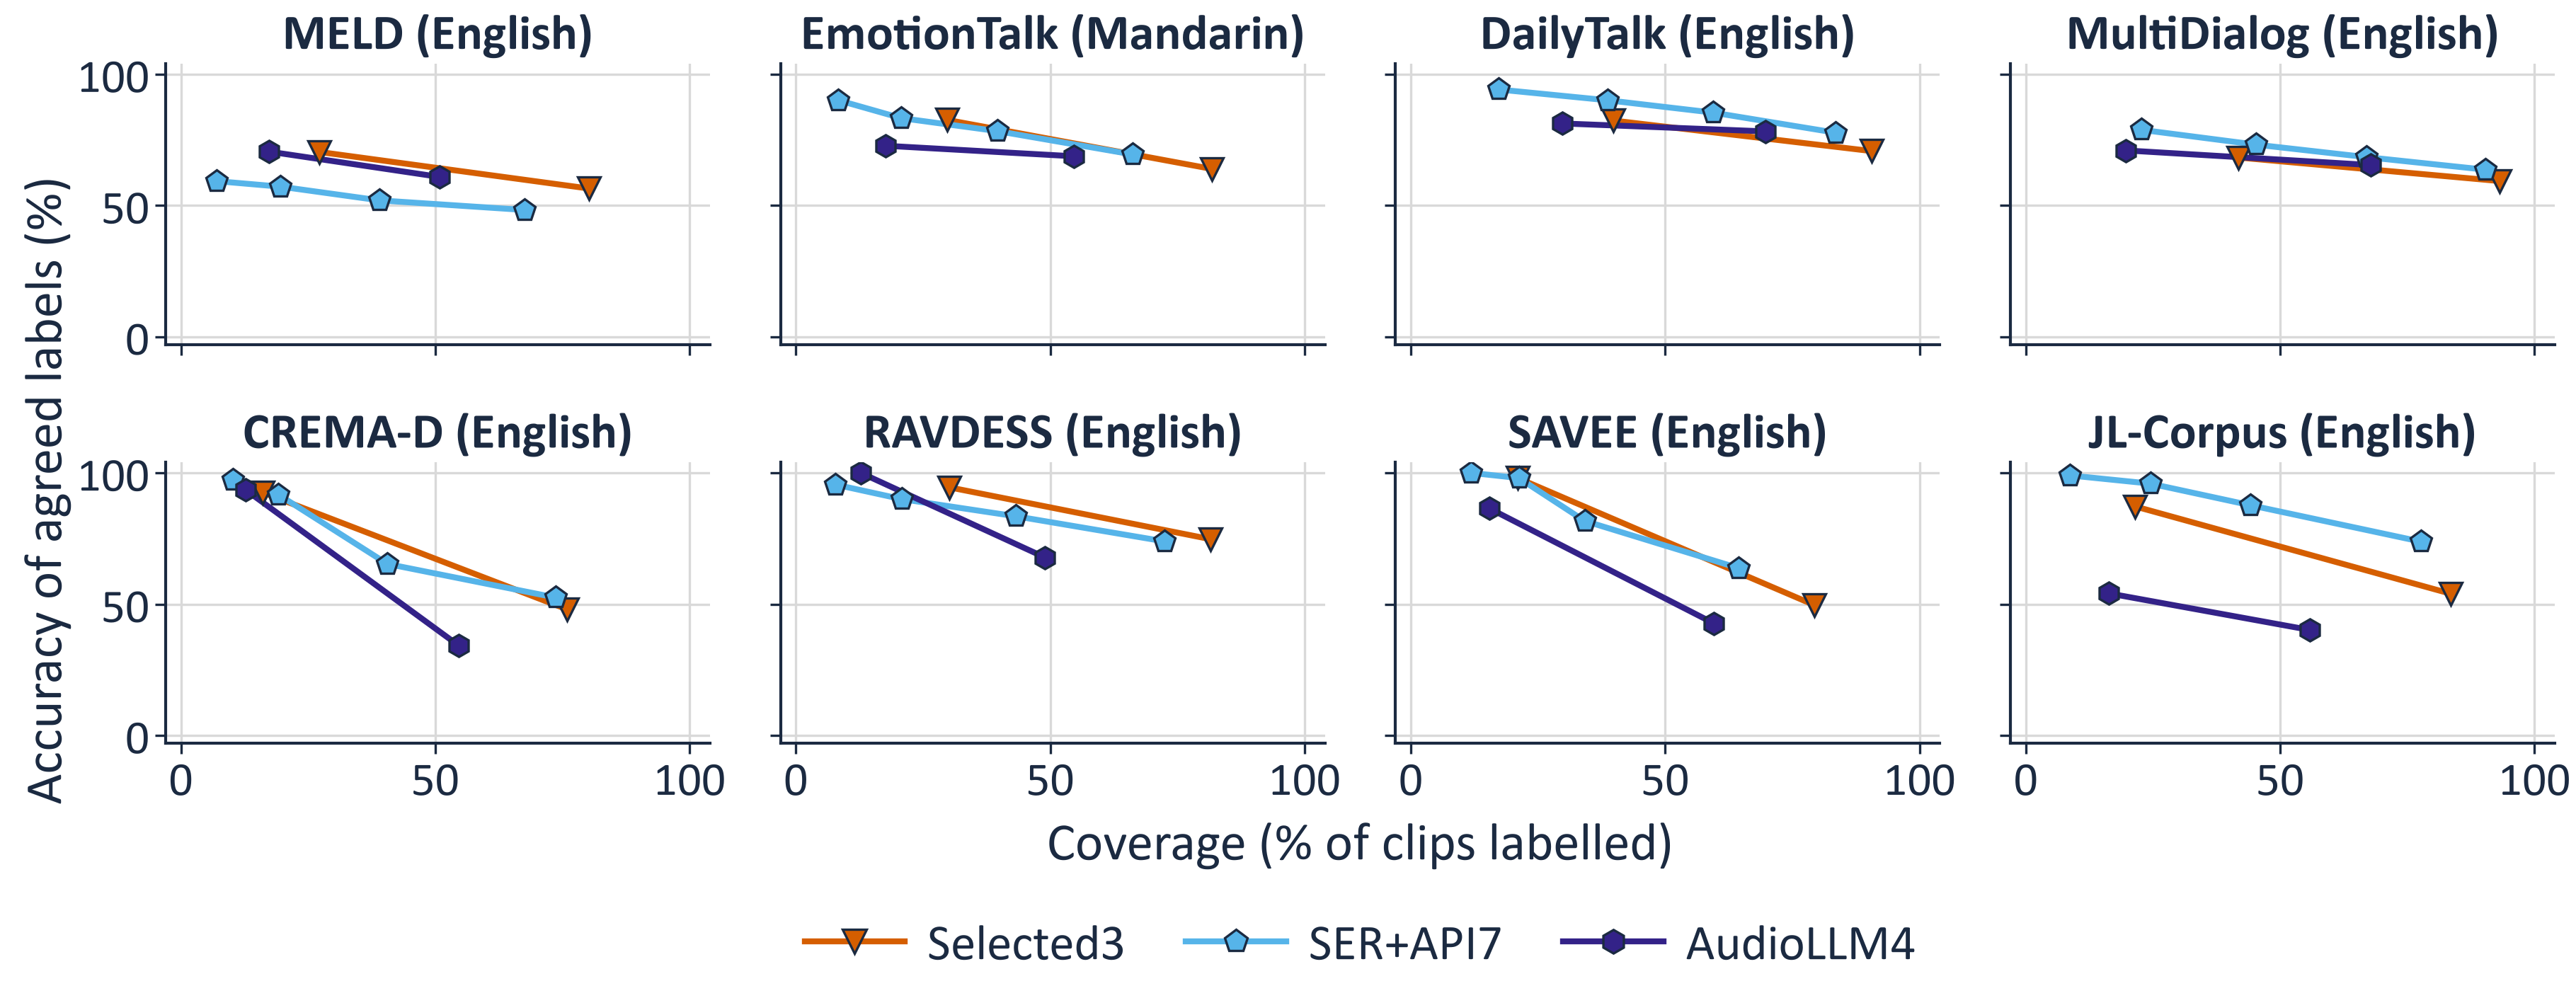 MELD (English)
EmotionTalk (Mandarin)
DailyTalk (English)
MultiDialog (English)
100
50
0
CREMA-D (English)
RAVDESS (English)
SAVEE (English)
JL-Corpus (English)
100
50
0
Accuracy of agreed labels (%)
0 50 100
0 50 100
0 50 100
0 50 100
Coverage (% of clips labelled)
Selected3
SER+API7
AudioLLM4